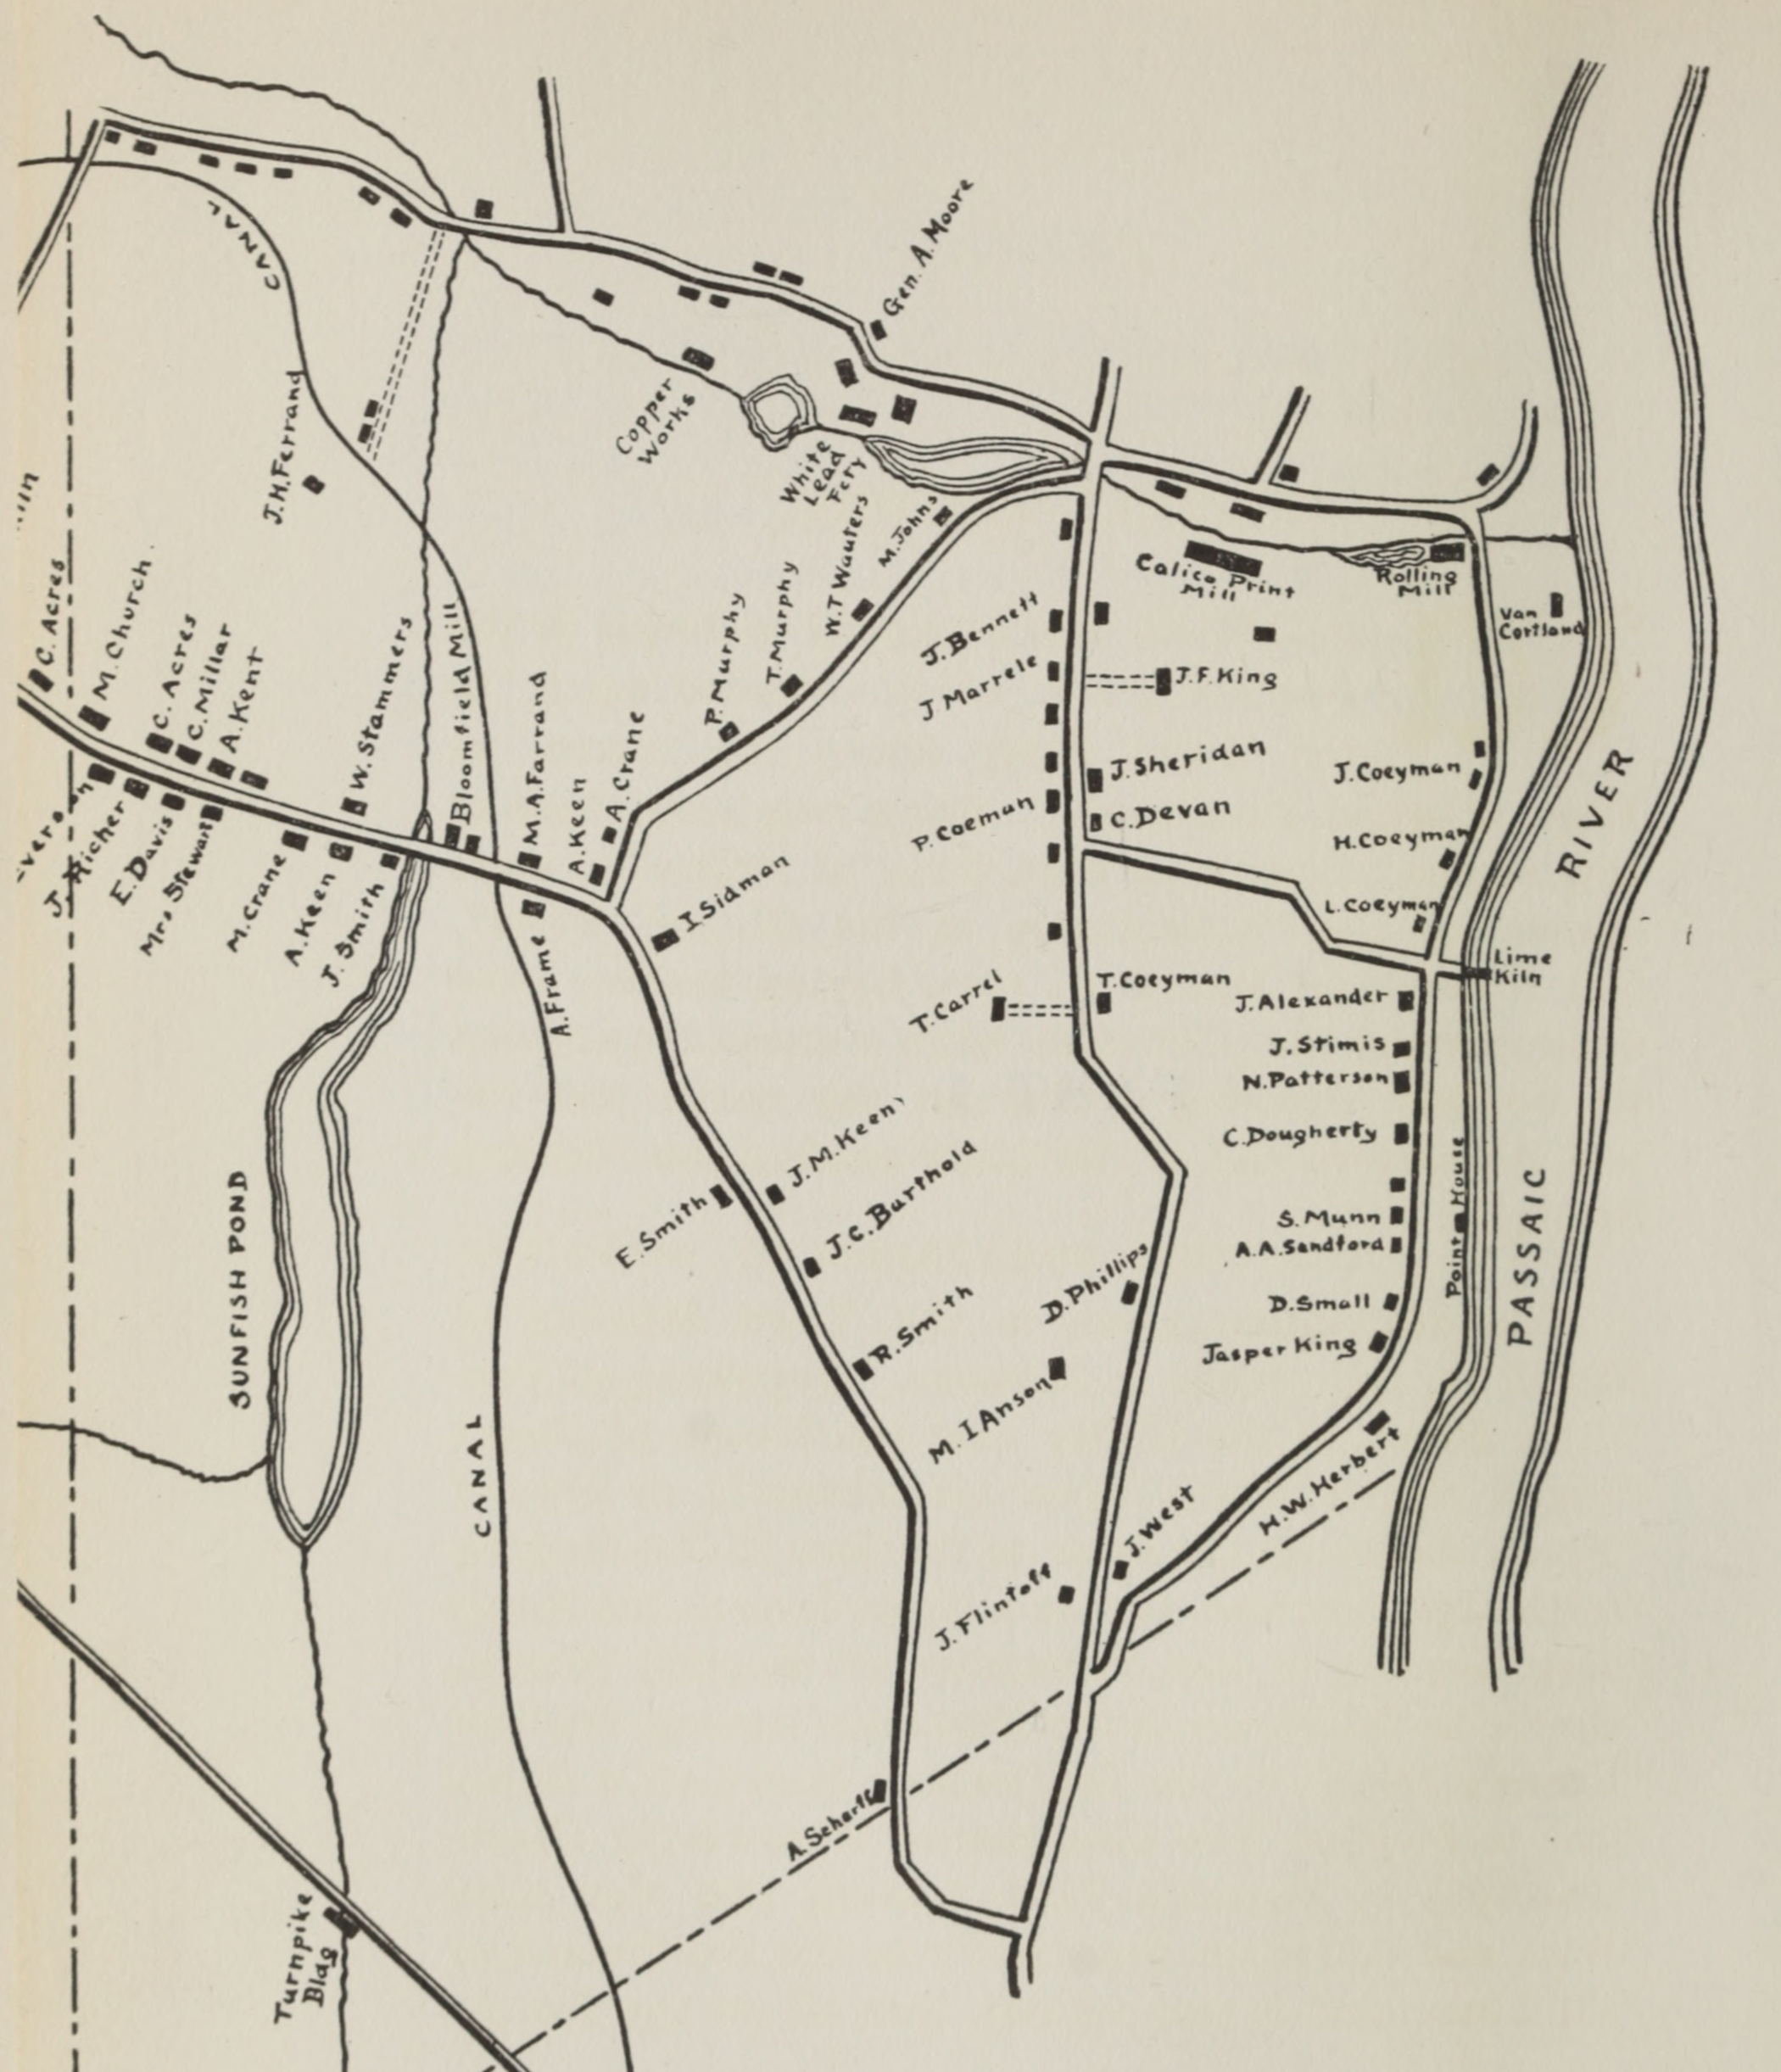 CANAL
Gen. A. Moore
J.H. Ferrand
Copper
Works
White
Lead
Fcty
M. Johns
W.T Wauters
T. Murphy
P. Murphy
Calico Print
Mill
Rolling
Mill
Van
Cortland
C. Acres
M. Church.
C. Acres
C. Millar
A. Kent
W. Stammers
Bloomfield Mill
M.A. Farrand
A. Keen
A. Crane
J. Bennett
J Marrele
J.F. King
J. Sheridan
C. Devan
P. Coeman
J. Coeyman
H. Coeyman
L. Coeyman
RIVER
J. Richer
E. Davis
Mrs Stewart
M. Crane
A. Keen
J. Smith
A. Frame
I. Sidman
T. Carrel
T. Coeyman
Lime
Kiln
J. Alexander
J. Stimis
N. Patterson
C. Dougherty
S. Munn
A.A. Sandford
Point House
D. Small
Jasper King
PASSAIC
SUNFISH POND
E. Smith
J.M. Keen
J.C. Burthold
R. Smith
D. Phillips
M. I Anson
H.W. Herbert
CANAL
J. West
J. Flintoff
A. Scharff
Turnpike
Bldg